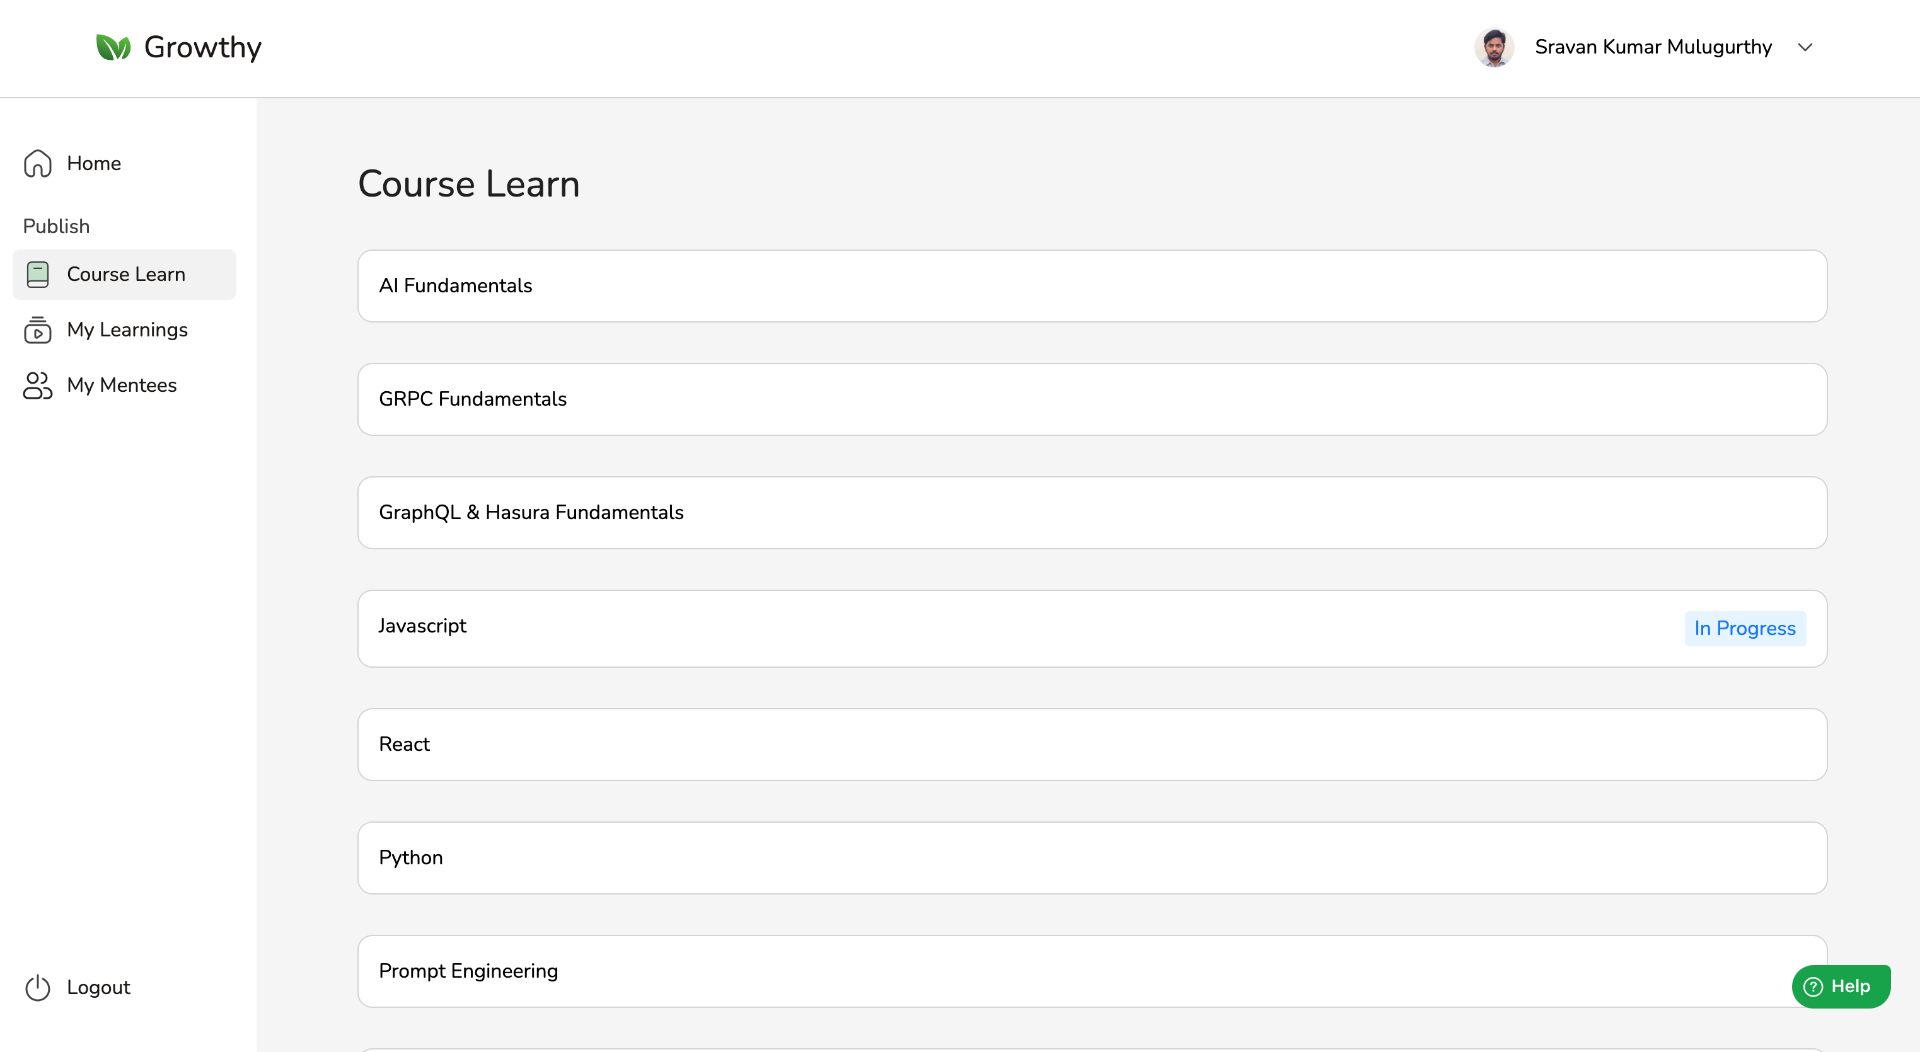 Growthy
Sravan Kumar Mulugurthy
Home
Publish
Course Learn
My Learnings
My Mentees
Logout
Course Learn
AI Fundamentals
GRPC Fundamentals
GraphQL & Hasura Fundamentals
Javascript
In Progress
React
Python
Prompt Engineering
? Help